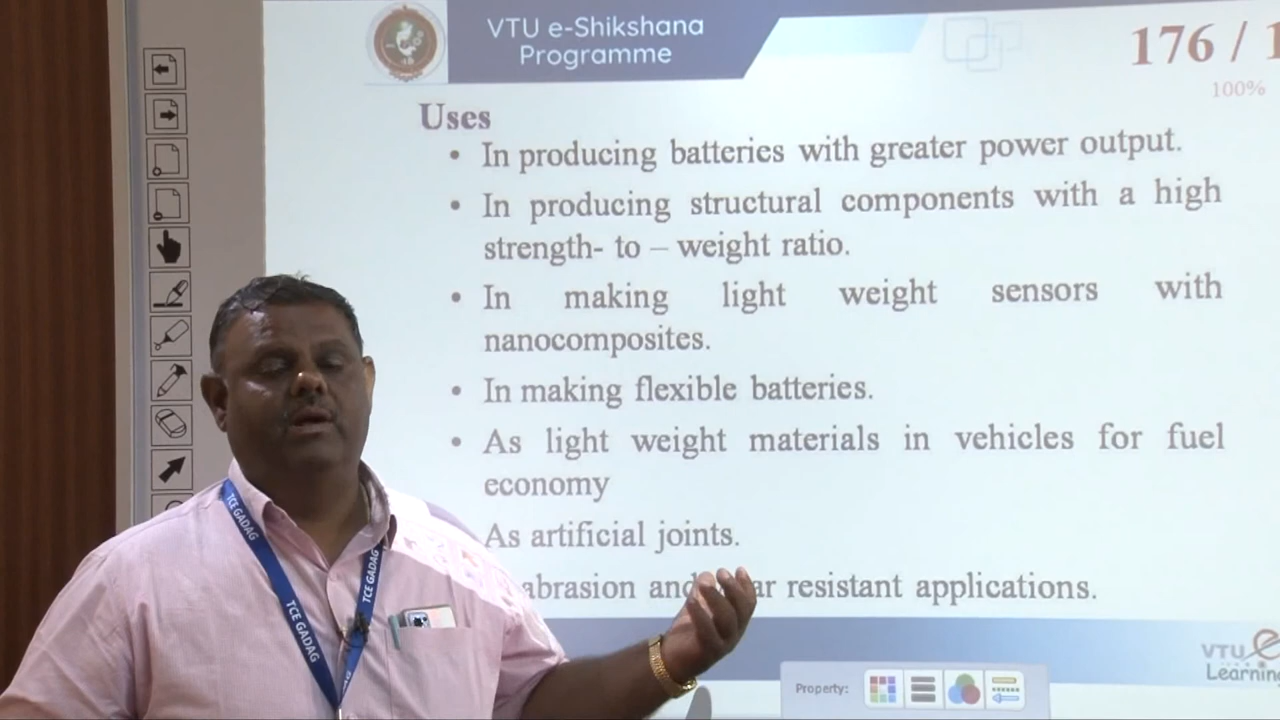 VTU e-Shikshana
Programme
176 / 1
100%
Uses
• In producing batteries with greater power output.
• In producing structural components with a high
strength- to – weight ratio.
• In making light weight sensors with
nanocomposites.
• In making flexible batteries.
• As light weight materials in vehicles for fuel
economy
As artificial joints.
abrasion and resistant applications.
TCE GADAG
TCE GADAG
TCE GADAG
VTU e
Learning
Property: